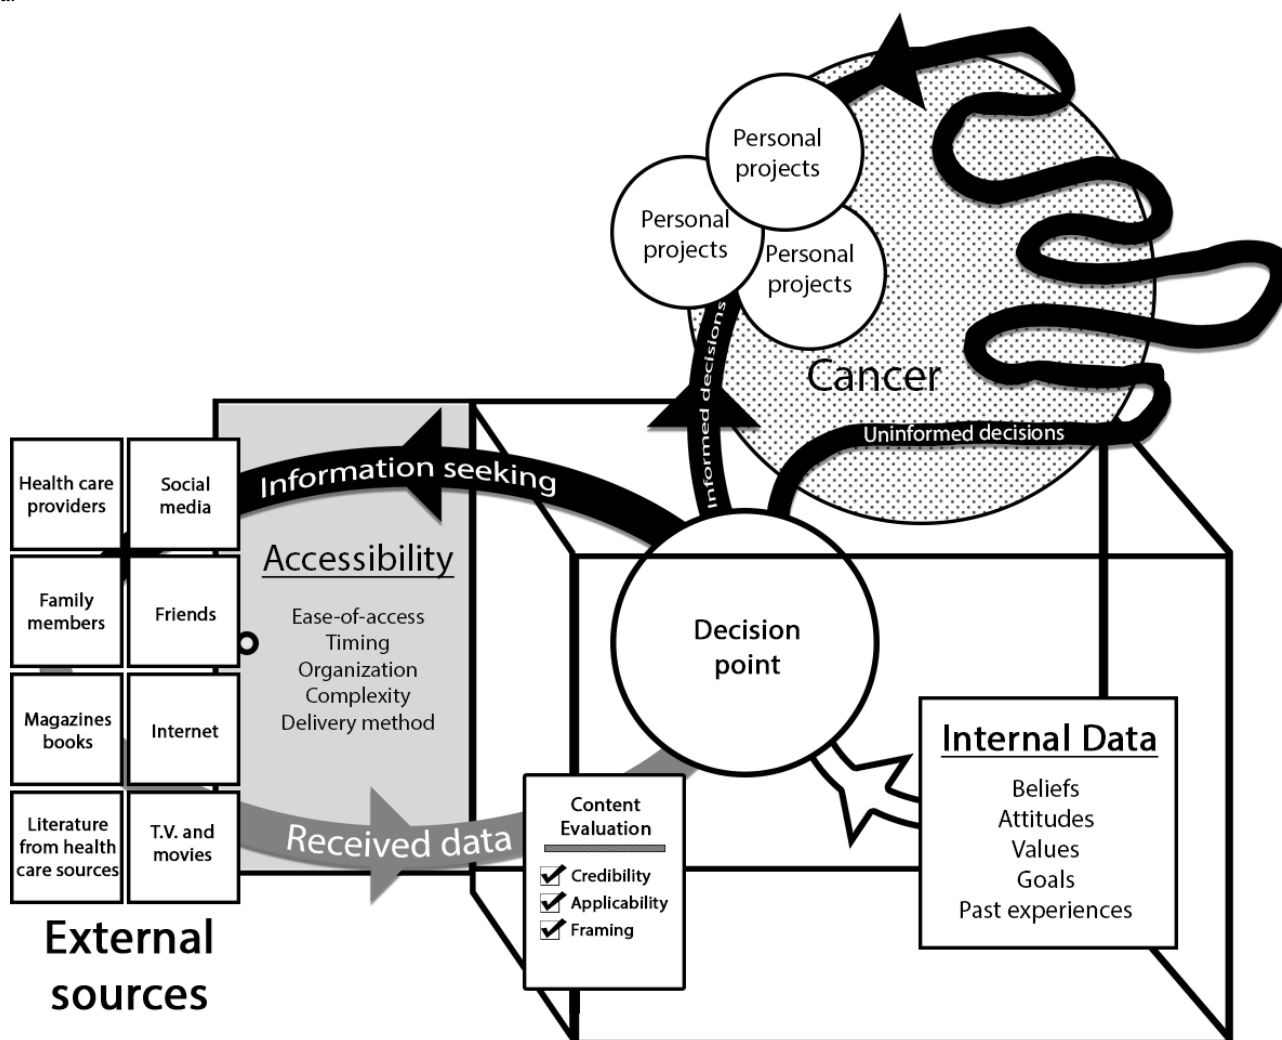 Personal
projects
Personal
projects
Personal
projects
Cancer
Informed decisions
Uninformed decisions
Information seeking
Health care
providers
Social
media
Family
members
Friends
Magazines
books
Internet
Literature
from health
care sources
T.V. and
movies
External
sources
Accessibility
Ease-of-access
Timing
Organization
Complexity
Delivery method
Received data
Decision
point
Content
Evaluation
Credibility
Applicability
Framing
Internal Data
Beliefs
Attitudes
Values
Goals
Past experiences